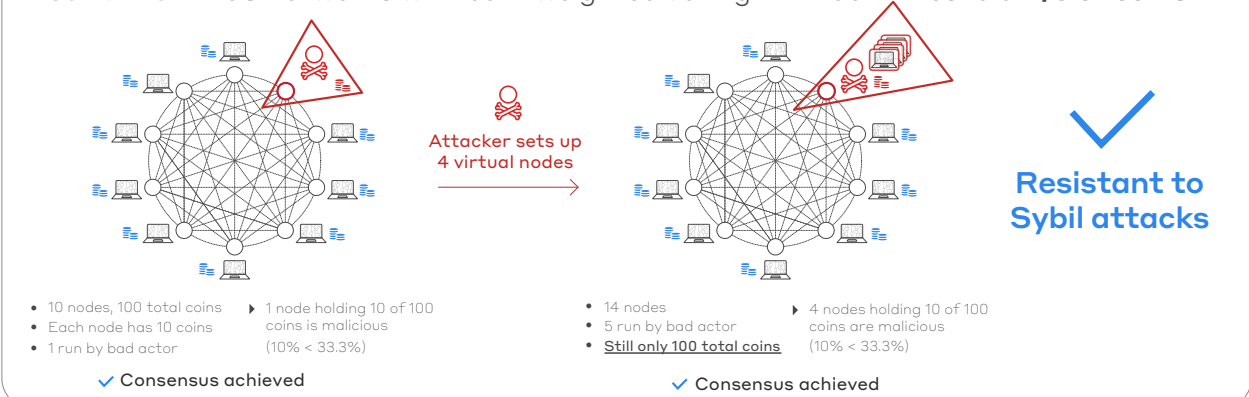 Attacker sets up
4 virtual nodes
Resistant to
Sybil attacks
• 10 nodes, 100 total coins
• Each node has 10 coins
• 1 run by bad actor
1 node holding 10 of 100
coins is malicious
(10% < 33.3%)
✓ Consensus achieved
• 14 nodes
• 5 run by bad actor
• Still only 100 total coins
4 nodes holding 10 of 100
coins are malicious
(10% < 33.3%)
✓ Consensus achieved